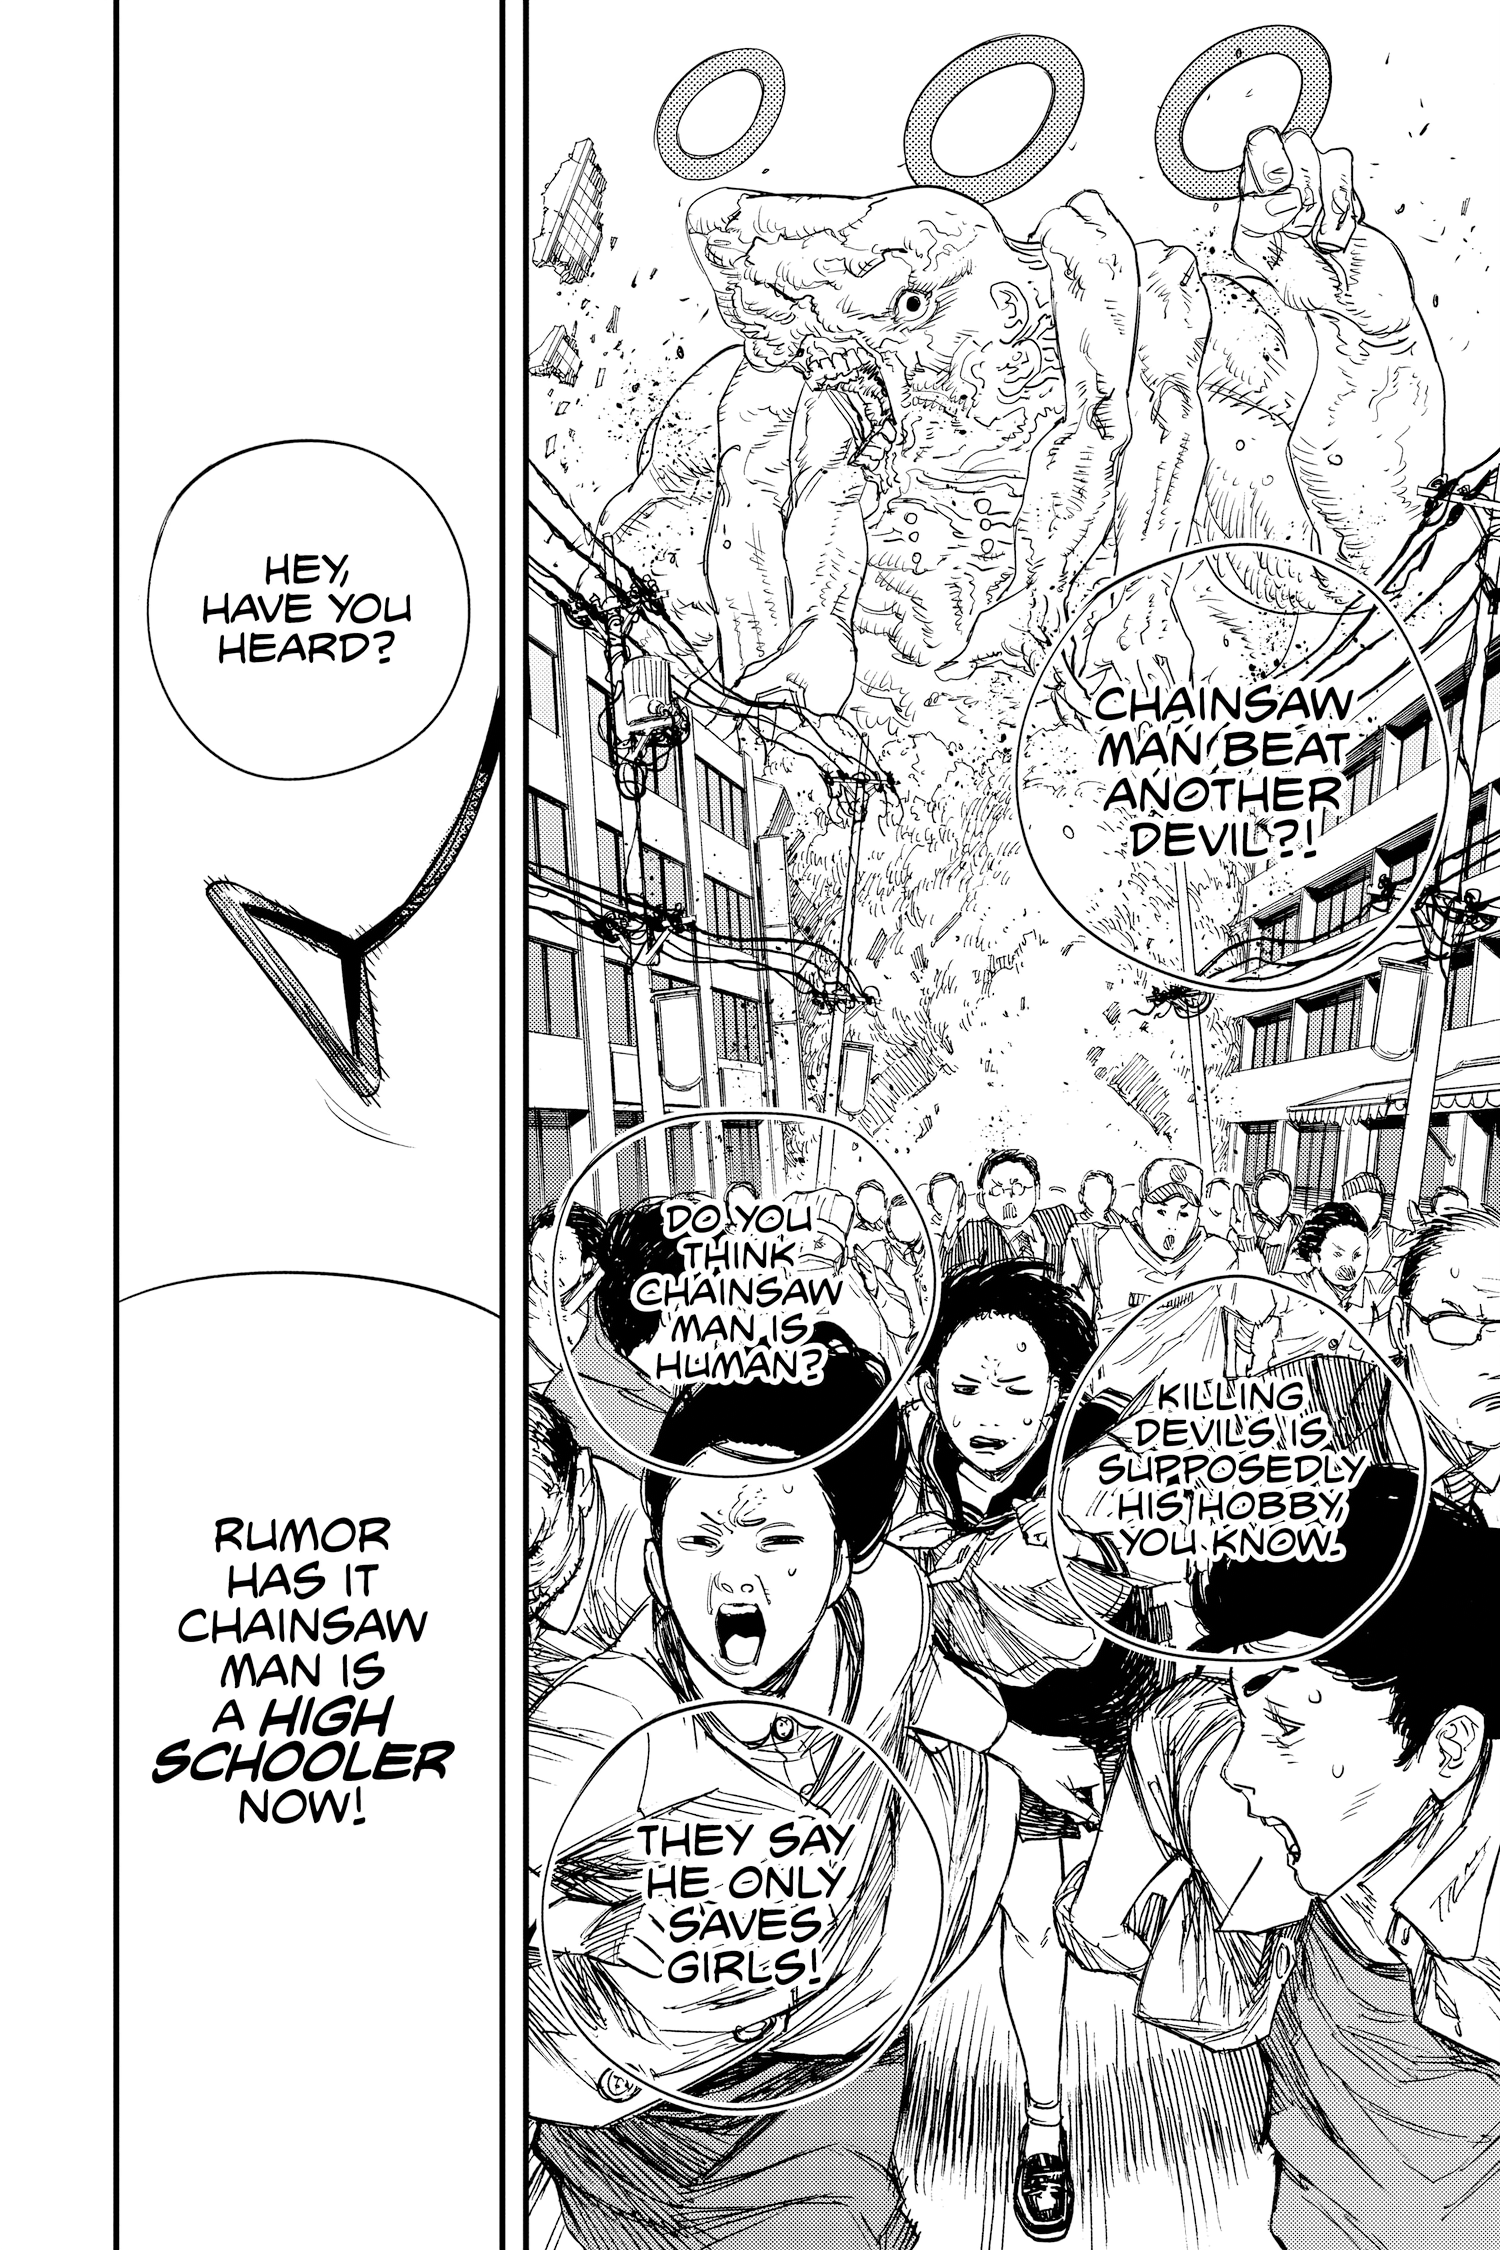 CHAINSAW
MAN BEAT
ANOTHER
DEVIL?!
DO YOU
THINK
CHAINSAW
MAN IS
HUMAN?
KILLING
DEVILS IS
SUPPOSEDLY
HIS HOBBY,
YOU KNOW.
THEY SAY
HE ONLY
SAVES
GIRLS!
HEY,
HAVE YOU
HEARD?
RUMOR
HAS IT
CHAINSAW
MAN IS
A HIGH
SCHOOLER
NOW!